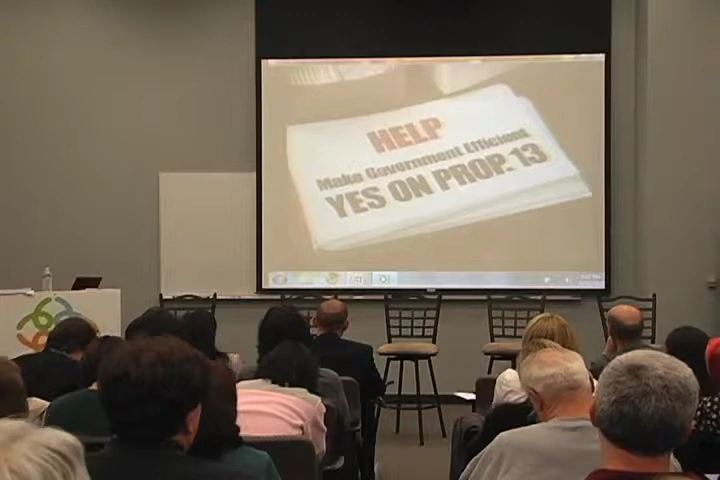 HELP
Make Government Efficient
YES ON PROP. 13